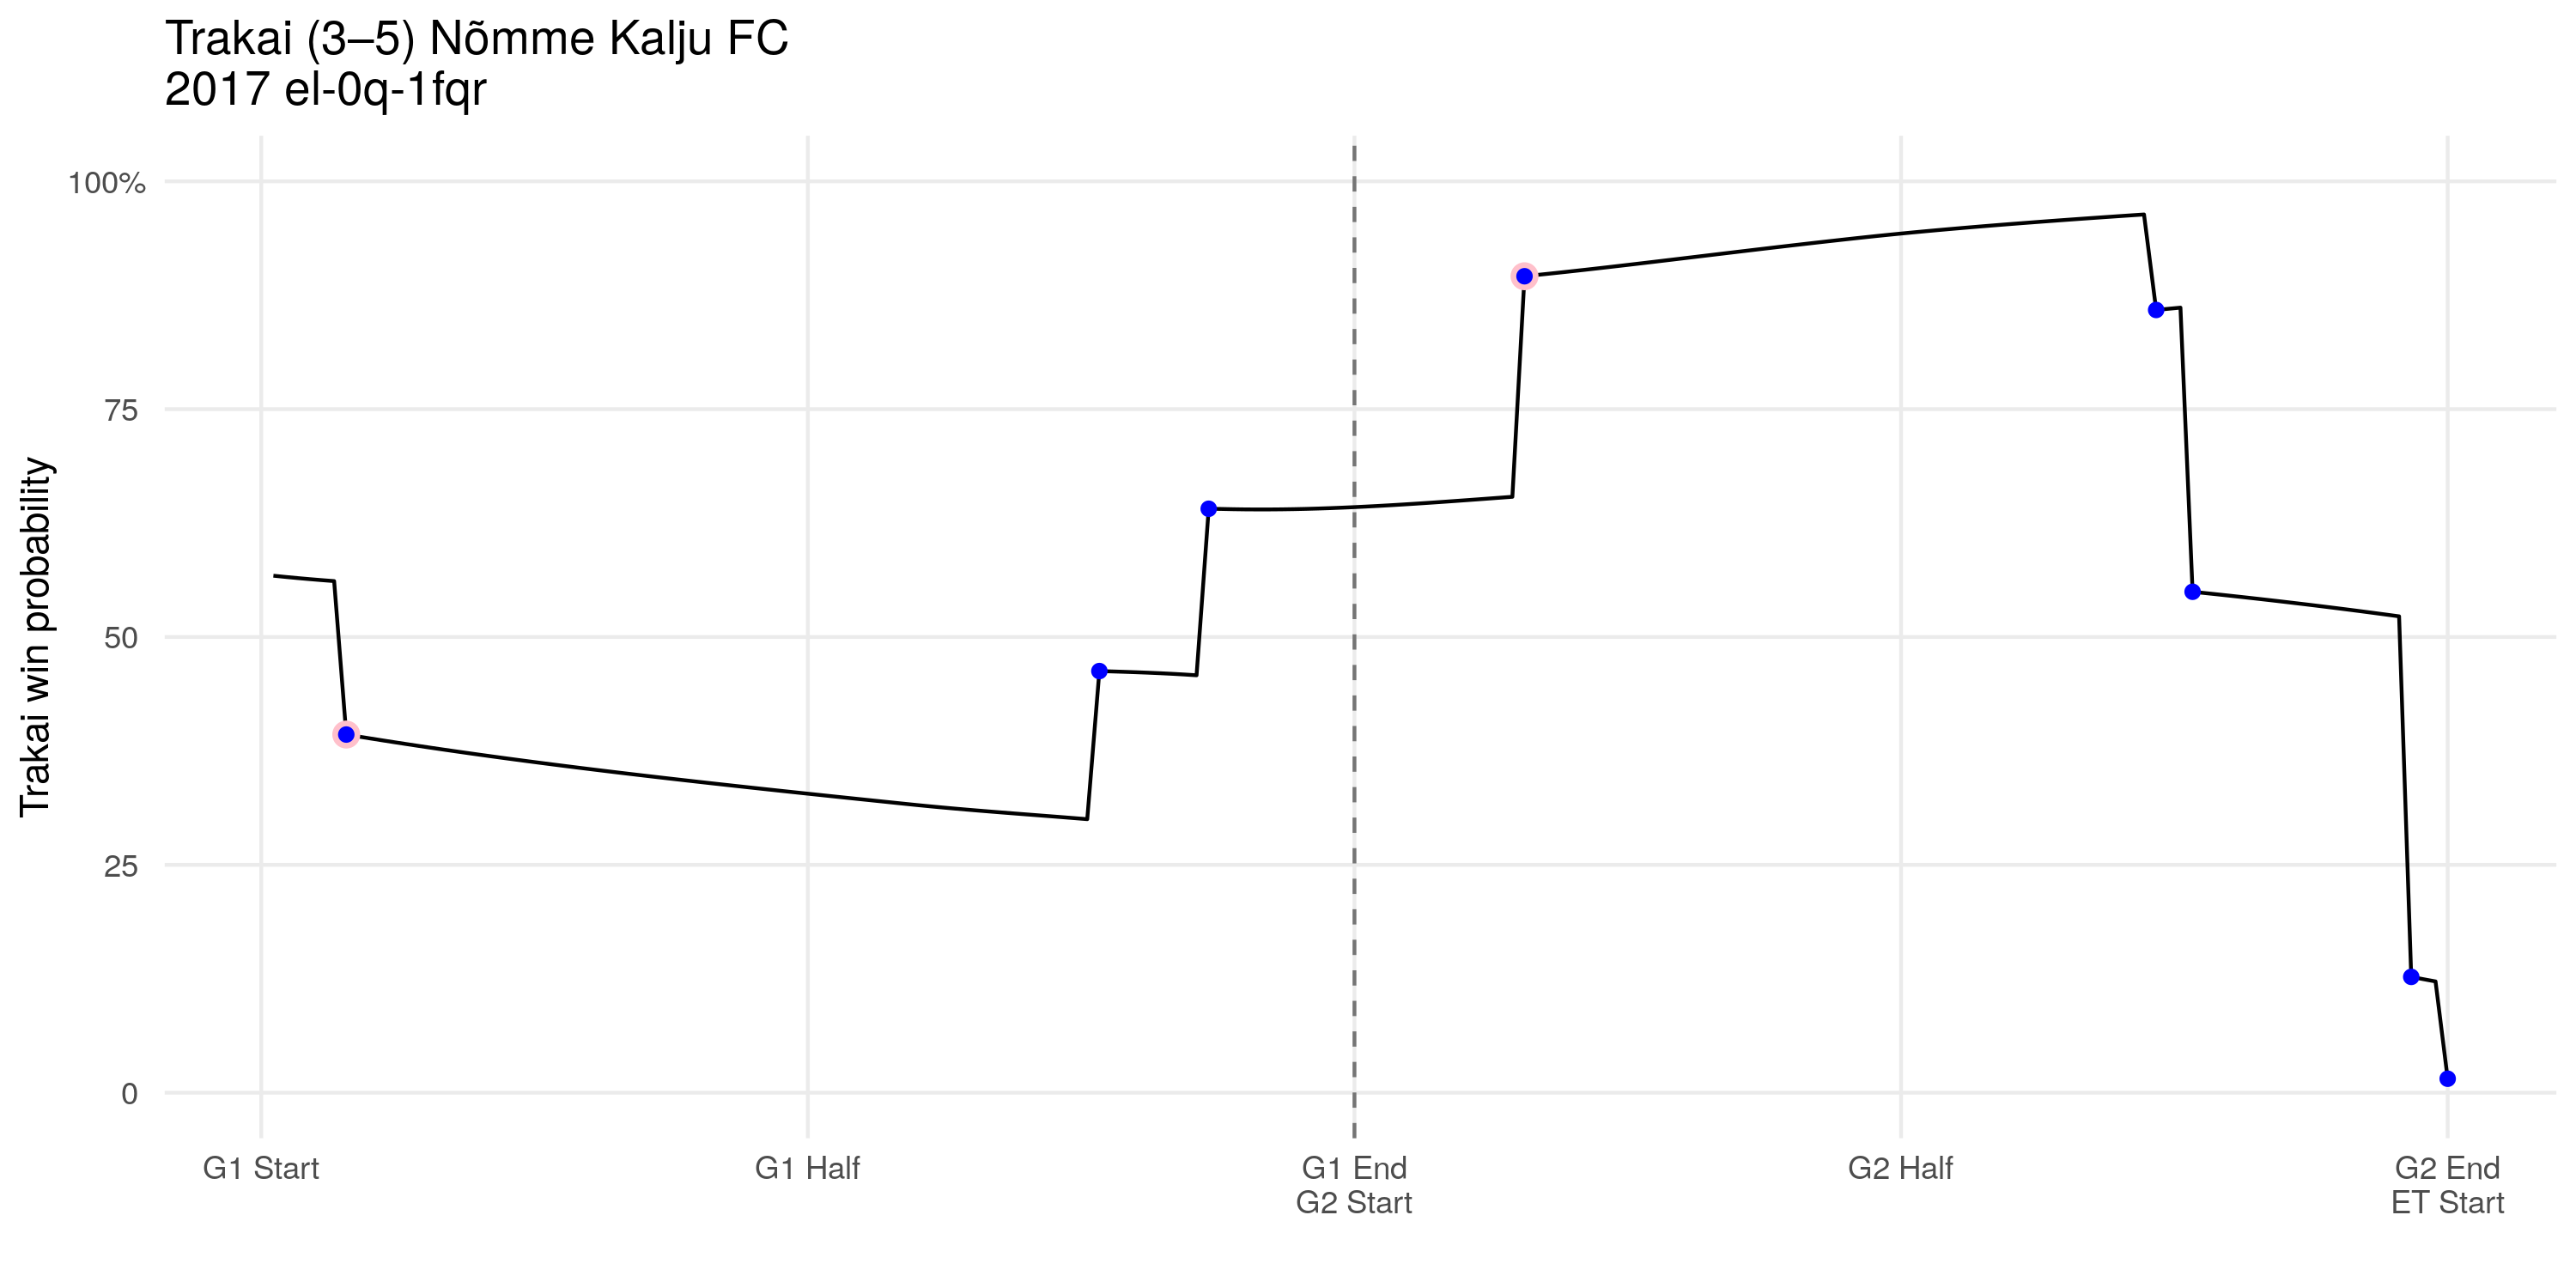 Trakai (3–5) Nõmme Kalju FC
2017 el-0q-1fqr
Trakai win probability
100%
75
50
25
0
G1 Start
G1 Half
G1 End
G2 Start
G2 Half
G2 End
ET Start